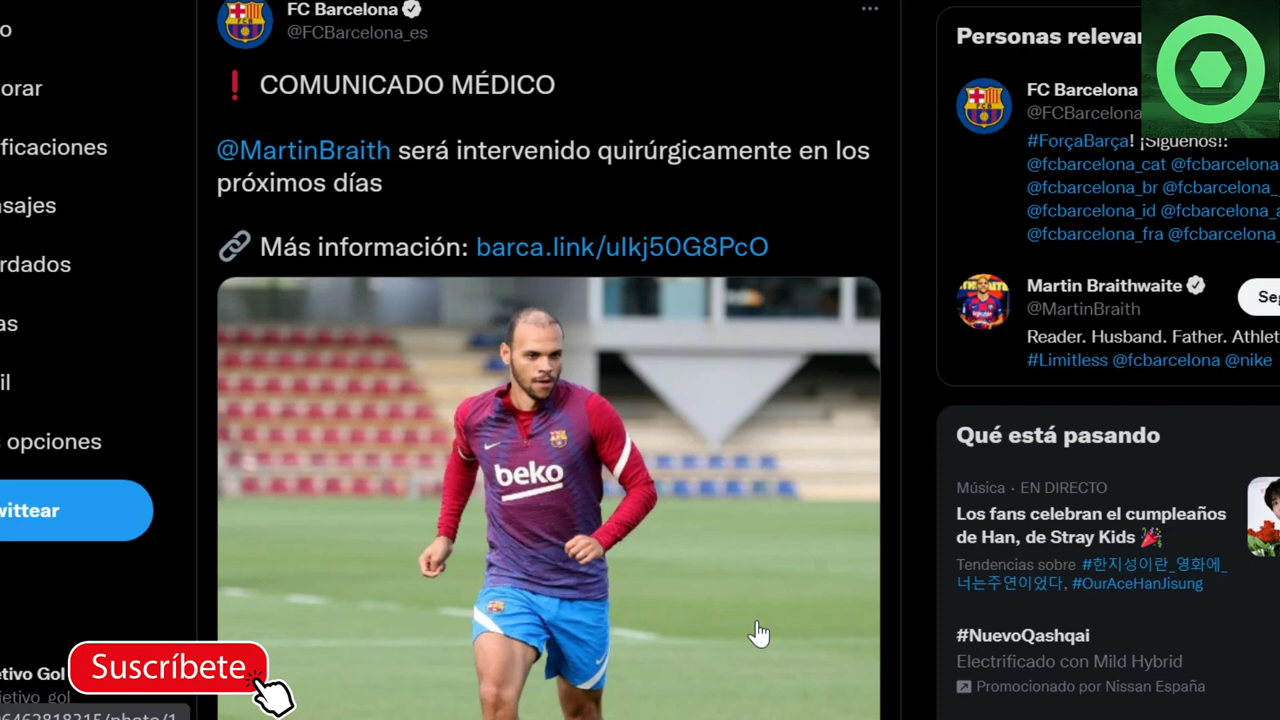 FC Barcelona
@FCBarcelona_es
❗ COMUNICADO MÉDICO
@MartinBraith será intervenido quirúrgicamente en los
próximos días
Más información: barca.link/uIkj50G8PcO
beko
o
orar
ficaciones
sajes
rdados
as
il
opciones
vittear
etivo Gol
jetivo_gol
Suscríbete
Personas relevan
FC Barcelona
@FCBarcelona
#ForçaBarça! ¡Síguenos!:
@fcbarcelona_cat @fcbarcelona
@fcbarcelona_br @fcbarcelona_
@fcbarcelona_id @fcbarcelona_a
@fcbarcelona_fra @fcbarcelona_
Martin Braithwaite
@MartinBraith
Seg
Reader. Husband. Father. Athlet
#Limitless @fcbarcelona @nike
Qué está pasando
Música · EN DIRECTO
Los fans celebran el cumpleaños
de Han, de Stray Kids 🎉
Tendencias sobre #한지성이란_영화에_
너는주연이었다, #OurAceHanJisung
#NuevoQashqai
Electrificado con Mild Hybrid
Promocionado por Nissan España